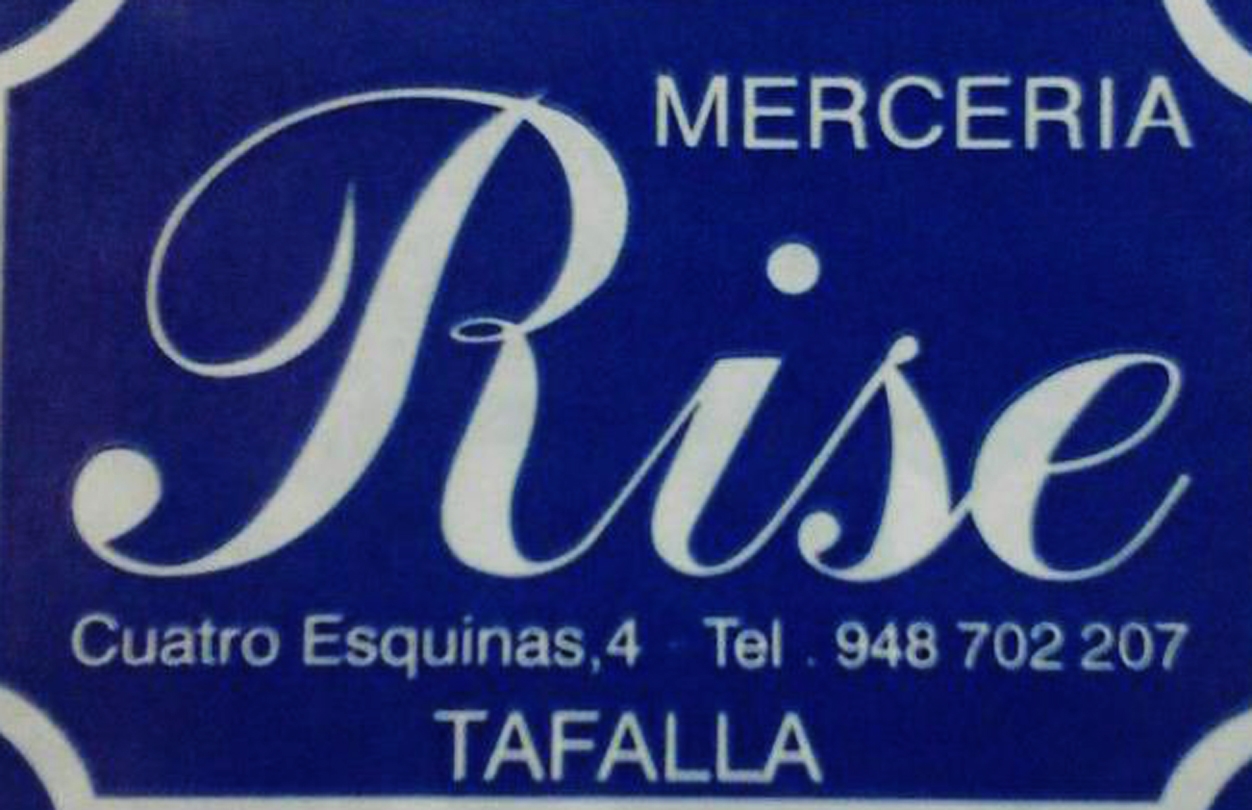 MERCERIA
Rise
Cuatro Esquinas,4 Tel . 948 702 207
TAFALLA